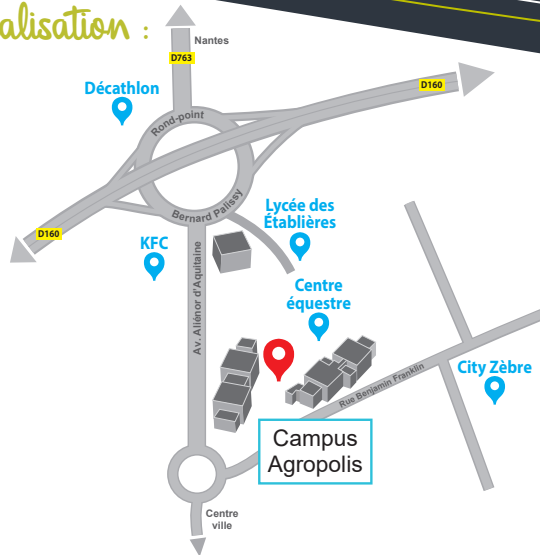 alisation :
Nantes
D763
Décathlon
D160
Rond-point
Bernard Palissy
Lycée des
Établières
D160
KFC
Av. Aliénor d'Aquitaine
Centre
équestre
City Zèbre
Rue Benjamin Franklin
Campus
Agropolis
Centre
ville